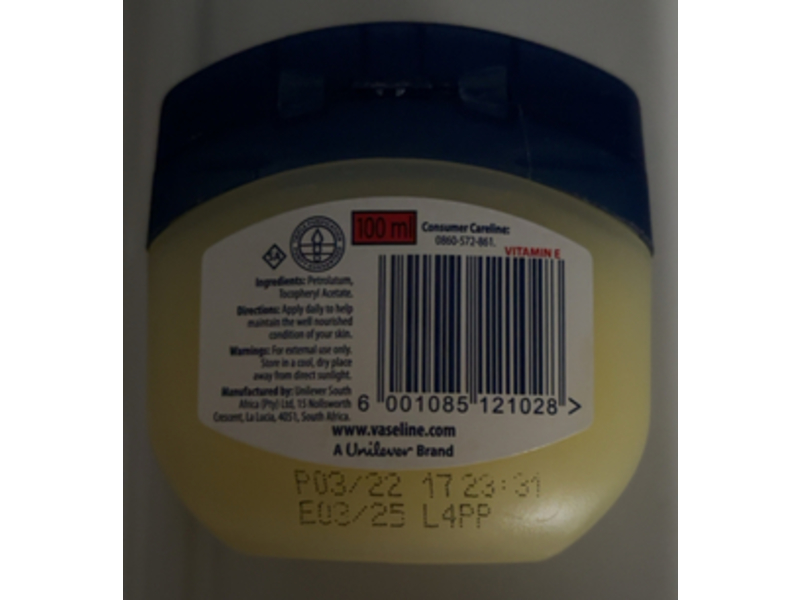 100 ml
Consumer Careline:
0860-572-861.
VITAMIN E
SA
Ingredients: Petrolatum,
Tocopheryl Acetate.
Directions: Apply daily to help
maintain the well nourished
condition of your skin.
Warnings: For external use only.
Store in a cool, dry place
away from direct sunlight.
Manufactured by: Unilever South
Africa (Pty) Ltd, 15 Nollsworth
Crescent, La Lucia, 4051, South Africa.
6 001085 121028 >
www.vaseline.com
A Unilever Brand
P03/22 17 23:31
E03/25 L4PP